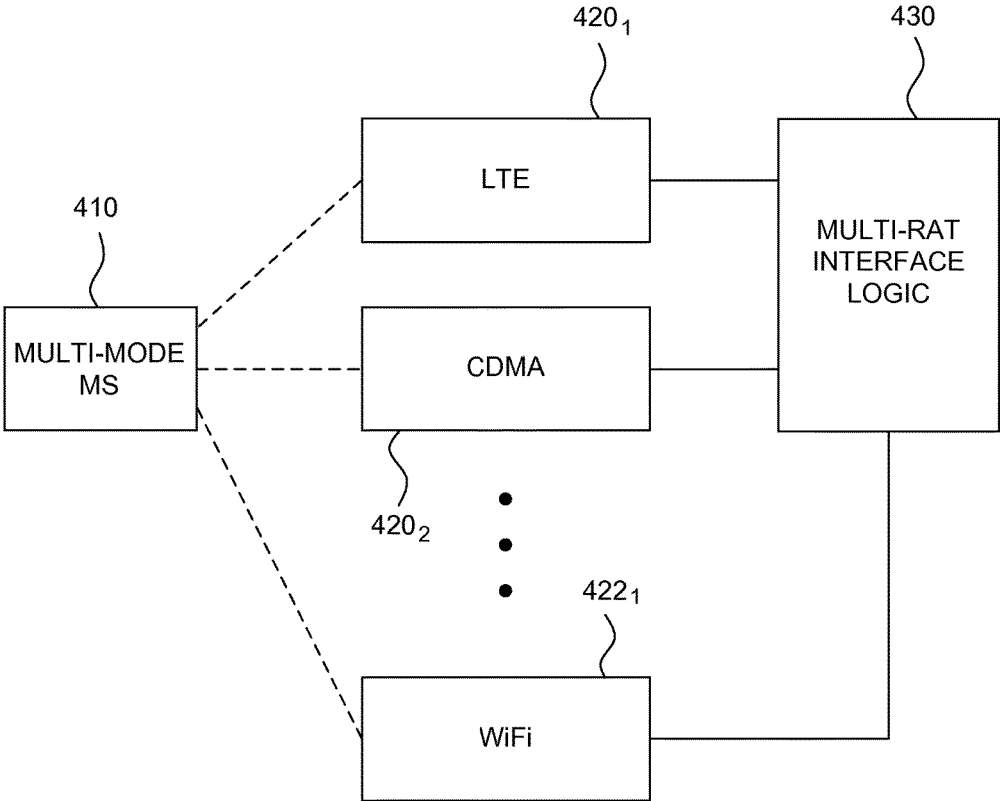 420₁
430
LTE
410
MULTI-RAT
INTERFACE
LOGIC
MULTI-MODE
MS
CDMA
420₂
422₁
WiFi